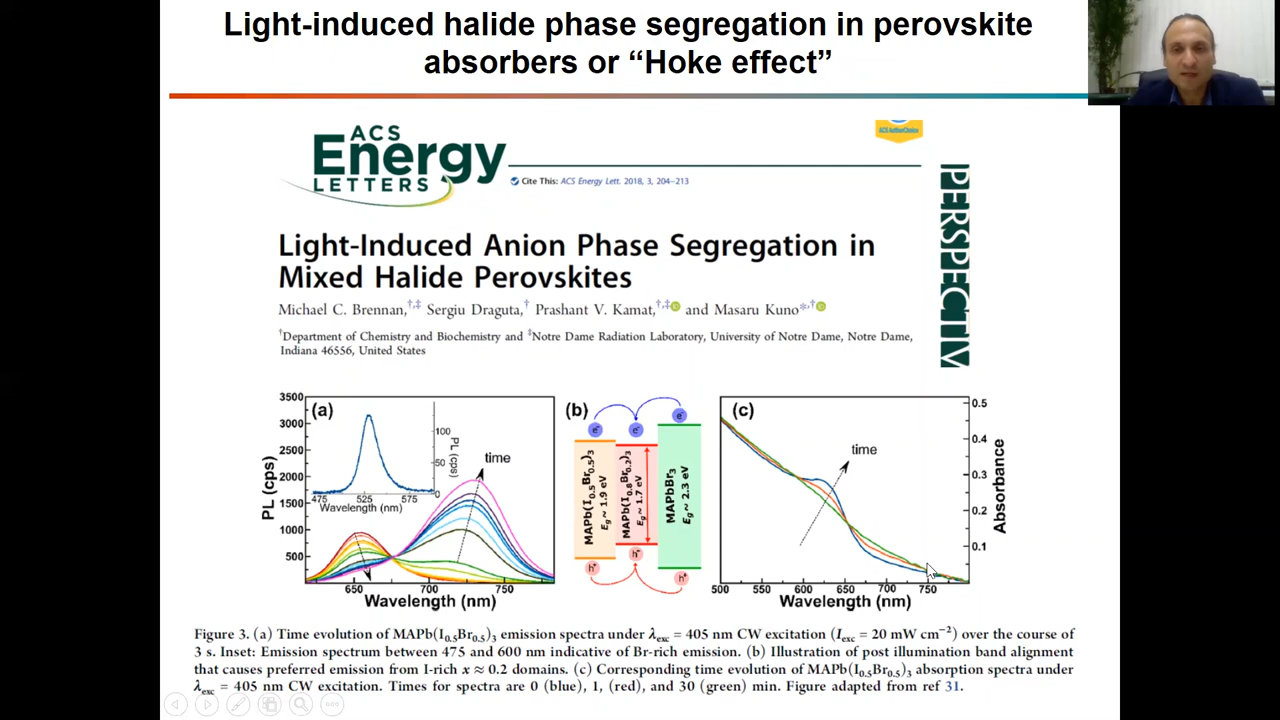 Light-induced halide phase segregation in perovskite
absorbers or “Hoke effect”
ACS
Energy
LETTERS
ACS AuthorChoice
Cite This: ACS Energy Lett. 2018, 3, 204−213
PERSPECTIV
Light-Induced Anion Phase Segregation in
Mixed Halide Perovskites
Michael C. Brennan,†,‡ Sergiu Draguta,† Prashant V. Kamat,†,‡ and Masaru Kuno*,†
†Department of Chemistry and Biochemistry and ‡Notre Dame Radiation Laboratory, University of Notre Dame, Notre Dame,
Indiana 46556, United States
(a)
PL (cps)
3500
3000
2500
2000
1500
1000
500
650 700 750
Wavelength (nm)
time
100
50
0
PL (cps)
475 525 575
Wavelength (nm)
(b)
e- e- e-
MAPb(I0.5Br0.5)3
Eg~ 1.9 eV
MAPb(I0.8Br0.2)3
Eg~ 1.7 eV
MAPbBr3
Eg~ 2.3 eV
h+ h+ h+
(c)
time
0.5
0.4
0.3
0.2
0.1
Absorbance
500 550 600 650 700 750
Wavelength (nm)
Figure 3. (a) Time evolution of MAPb(I0.5Br0.5)3 emission spectra under λexc = 405 nm CW excitation (Iexc = 20 mW cm−2) over the course of
3 s. Inset: Emission spectrum between 475 and 600 nm indicative of Br-rich emission. (b) Illustration of post illumination band alignment
that causes preferred emission from I-rich x ≈ 0.2 domains. (c) Corresponding time evolution of MAPb(I0.5Br0.5)3 absorption spectra under
λexc = 405 nm CW excitation. Times for spectra are 0 (blue), 1, (red), and 30 (green) min. Figure adapted from ref 31.